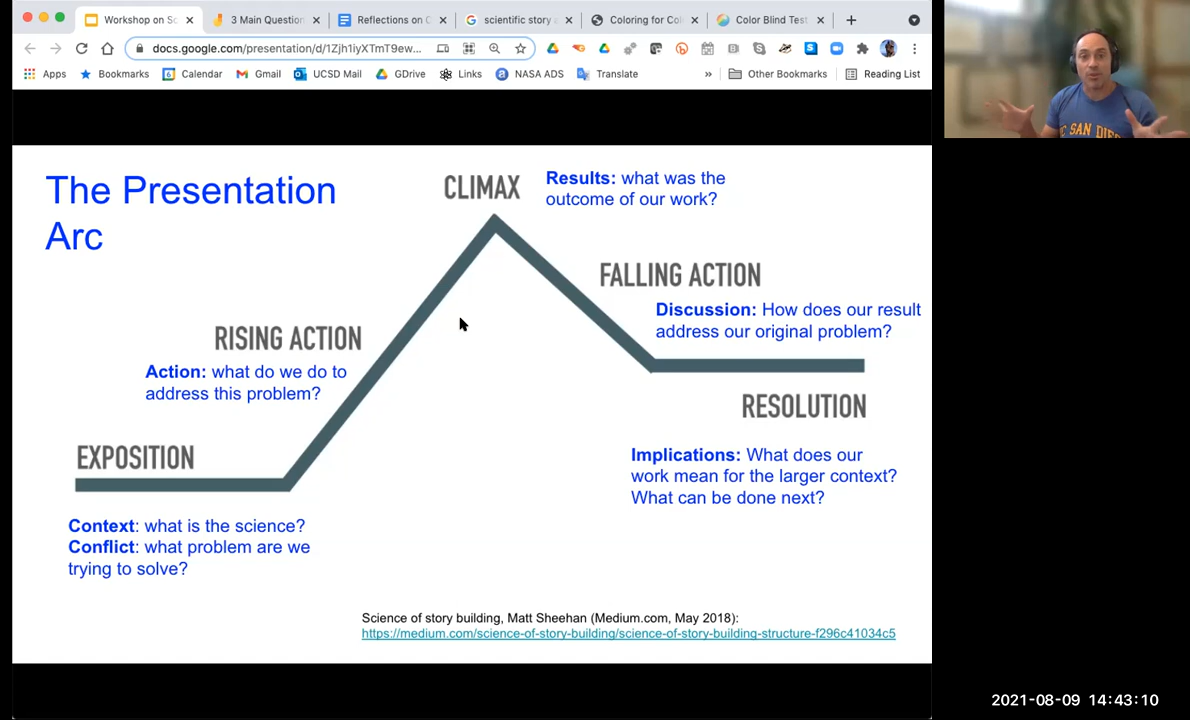 Workshop on Sc
3 Main Question
Reflections on C
scientific story a
Coloring for Col
Color Blind Test
docs.google.com/presentation/d/1Zjh1iyXTmT9ew...
Apps
Bookmarks
Calendar
Gmail
UCSD Mail
GDrive
Links
NASA ADS
Translate
»
Other Bookmarks
Reading List
SAN DIE
The Presentation
Arc
CLIMAX
Results: what was the
outcome of our work?
FALLING ACTION
Discussion: How does our result
address our original problem?
RISING ACTION
Action: what do we do to
address this problem?
RESOLUTION
Implications: What does our
work mean for the larger context?
What can be done next?
EXPOSITION
Context: what is the science?
Conflict: what problem are we
trying to solve?
Science of story building, Matt Sheehan (Medium.com, May 2018):
https://medium.com/science-of-story-building/science-of-story-building-structure-f296c41034c5
2021-08-09 14:43:10